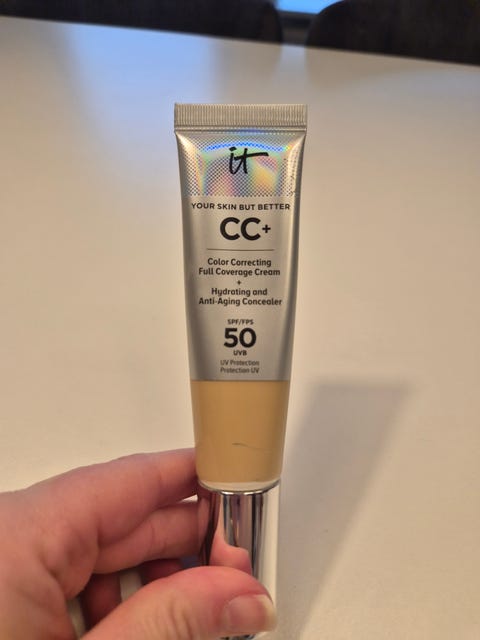 it
YOUR SKIN BUT BETTER
CC+
Color Correcting
Full Coverage Cream
+
Hydrating and
Anti-Aging Concealer
SPF/FPS
50
UVB
UV Protection
Protection UV